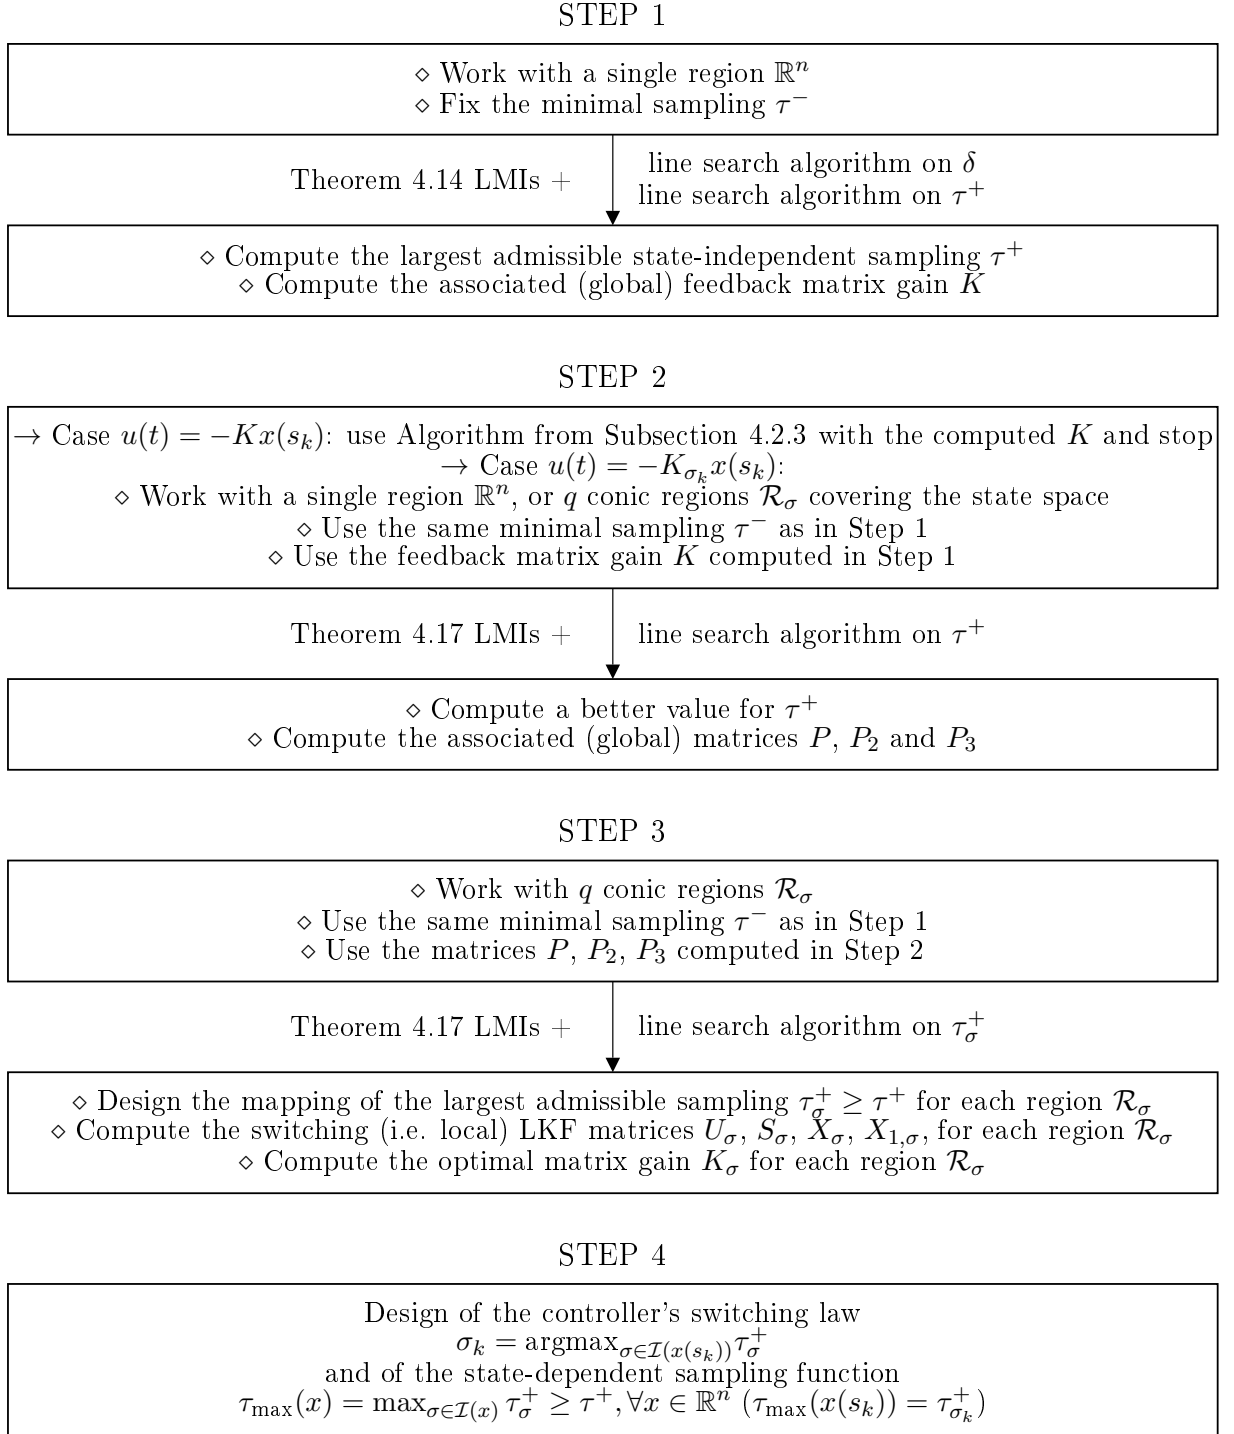 STEP 1
⋄ Work with a single region ℝⁿ
⋄ Fix the minimal sampling τ⁻
Theorem 4.14 LMIs +
line search algorithm on δ
line search algorithm on τ⁺
⋄ Compute the largest admissible state-independent sampling τ⁺
⋄ Compute the associated (global) feedback matrix gain K
STEP 2
→ Case u(t) = −Kx(s_k): use Algorithm from Subsection 4.2.3 with the computed K and stop
→ Case u(t) = −K_{σ_k}x(s_k):
⋄ Work with a single region ℝⁿ, or q conic regions ℛ_σ covering the state space
⋄ Use the same minimal sampling τ⁻ as in Step 1
⋄ Use the feedback matrix gain K computed in Step 1
Theorem 4.17 LMIs + line search algorithm on τ⁺
⋄ Compute a better value for τ⁺
⋄ Compute the associated (global) matrices P, P₂ and P₃
STEP 3
⋄ Work with q conic regions ℛ_σ
⋄ Use the same minimal sampling τ⁻ as in Step 1
⋄ Use the matrices P, P₂, P₃ computed in Step 2
Theorem 4.17 LMIs + line search algorithm on τ_σ⁺
⋄ Design the mapping of the largest admissible sampling τ_σ⁺ ≥ τ⁺ for each region ℛ_σ
⋄ Compute the switching (i.e. local) LKF matrices U_σ, S_σ, X_σ, X_{1,σ}, for each region ℛ_σ
⋄ Compute the optimal matrix gain K_σ for each region ℛ_σ
STEP 4
Design of the controller's switching law
σ_k = argmax_{σ∈ℐ(x(s_k))} τ_σ⁺
and of the state-dependent sampling function
τ_max(x) = max_{σ∈ℐ(x)} τ_σ⁺ ≥ τ⁺, ∀x ∈ ℝⁿ (τ_max(x(s_k)) = τ_{σ_k}⁺)